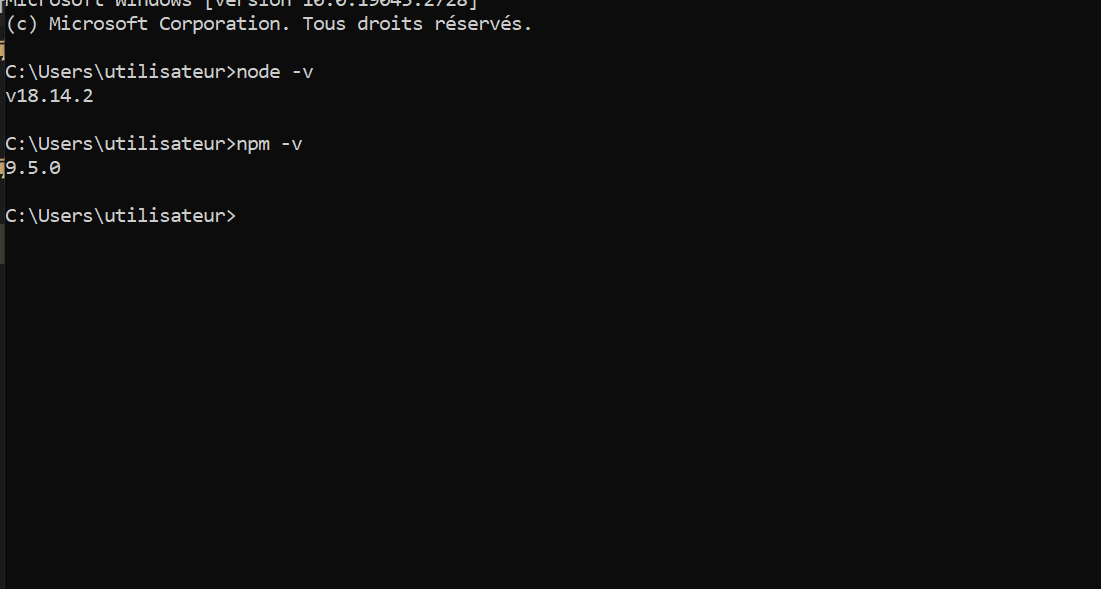 Microsoft Windows [version 10.0.19045.2728]
(c) Microsoft Corporation. Tous droits réservés.
C:\Users\utilisateur>node -v
v18.14.2
C:\Users\utilisateur>npm -v
9.5.0
C:\Users\utilisateur>